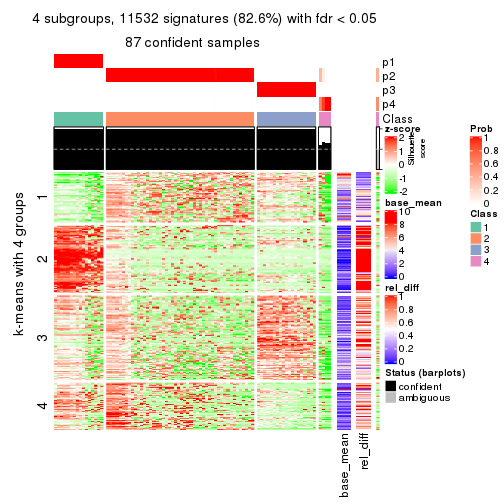 4 subgroups, 11532 signatures (82.6%) with fdr < 0.05
87 confident samples
p1
p2
p3
p4
Class
Silhouette score
k-means with 4 groups
1
2
3
4
base_mean
rel_diff
z-score
2
1
0
-1
-2
base_mean
10
8
6
4
2
0
rel_diff
1
0.8
0.6
0.4
0.2
0
Status (barplots)
confident
ambiguous
Prob
1
0.8
0.6
0.4
0.2
0
Class
1
2
3
4